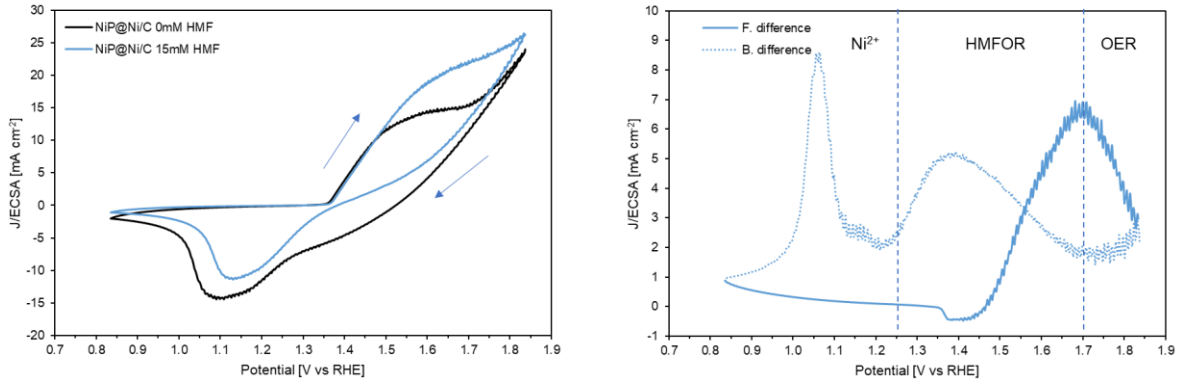 NiP@Ni/C 0mM HMF
NiP@Ni/C 15mM HMF
30
25
20
15
10
5
0
-5
-10
-15
-20
J/ECSA [mA cm⁻²]
0.7 0.8 0.9 1.0 1.1 1.2 1.3 1.4 1.5 1.6 1.7 1.8 1.9
Potential [V vs RHE]
F. difference
B. difference
Ni²⁺ HMFOR OER
10
9
8
7
6
5
4
3
2
1
0
-1
J/ECSA [mA cm⁻²]
0.7 0.8 0.9 1.0 1.1 1.2 1.3 1.4 1.5 1.6 1.7 1.8 1.9
Potential [V vs RHE]